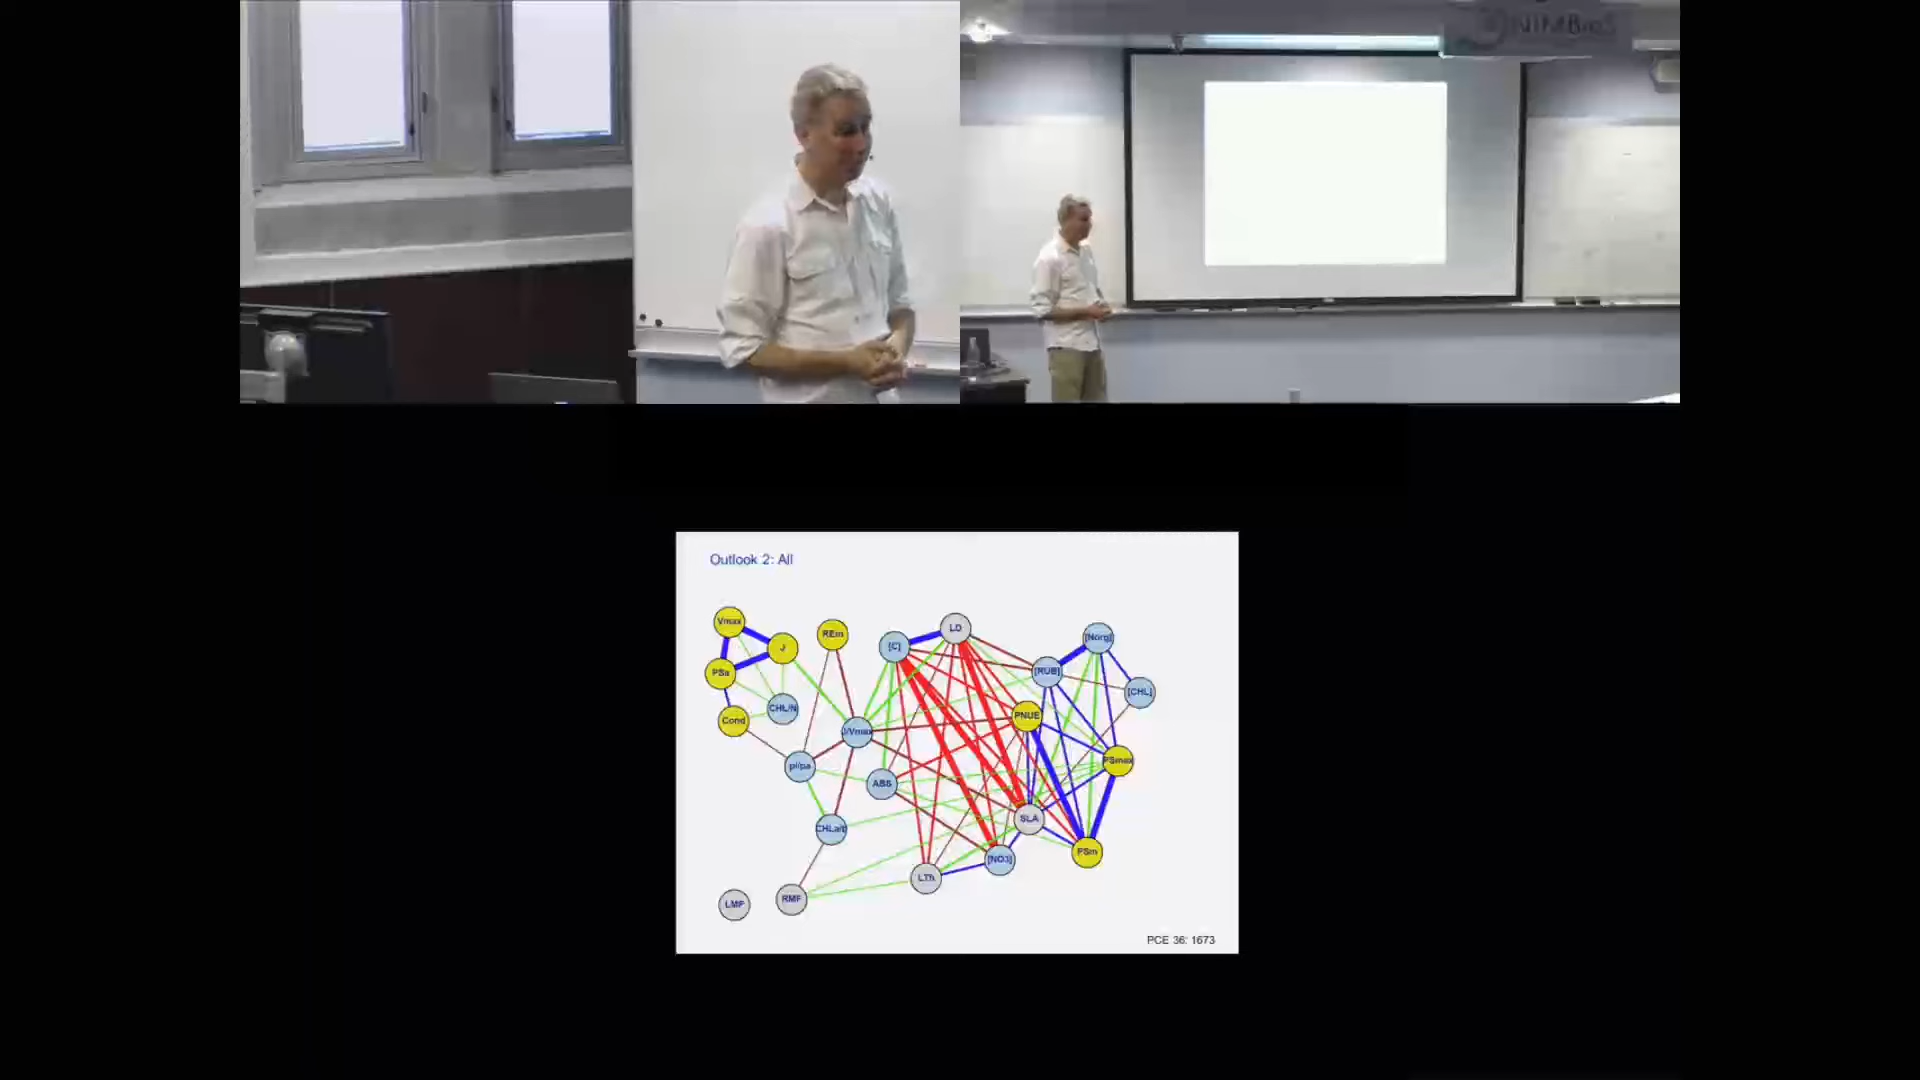 NIMBioS
Outlook 2: All
Vmax
J
PSa
Cond
CHL/N
REm
[C]
LD
[Norg]
[RUB]
[CHL]
PNUE
J/Vmax
pi/pa
ABS
PSmax
SLA
PSm
[NO3]
LTh
RMF
LMF
PCE 36: 1673